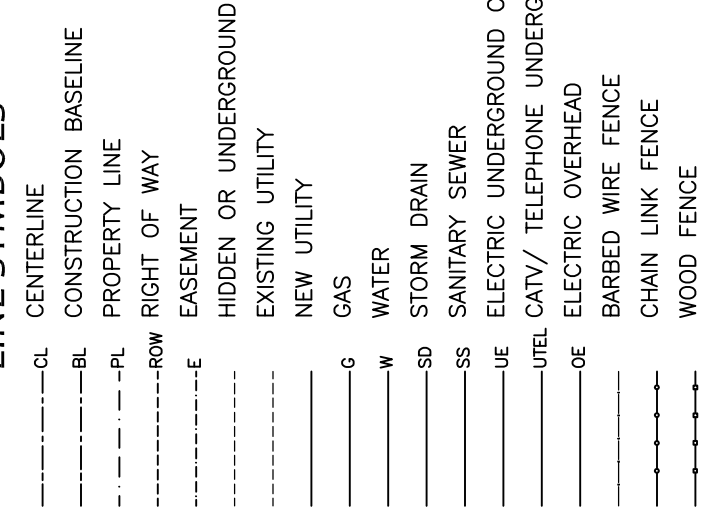 CL CENTERLINE
BL CONSTRUCTION BASELINE
PL PROPERTY LINE
ROW RIGHT OF WAY
E EASEMENT
HIDDEN OR UNDERGROUND
EXISTING UTILITY
NEW UTILITY
G GAS
W WATER
SD STORM DRAIN
SS SANITARY SEWER
UE ELECTRIC UNDERGROUND
UTEL CATV/ TELEPHONE
OE ELECTRIC OVERHEAD
BARBED WIRE FENCE
CHAIN LINK FENCE
WOOD FENCE